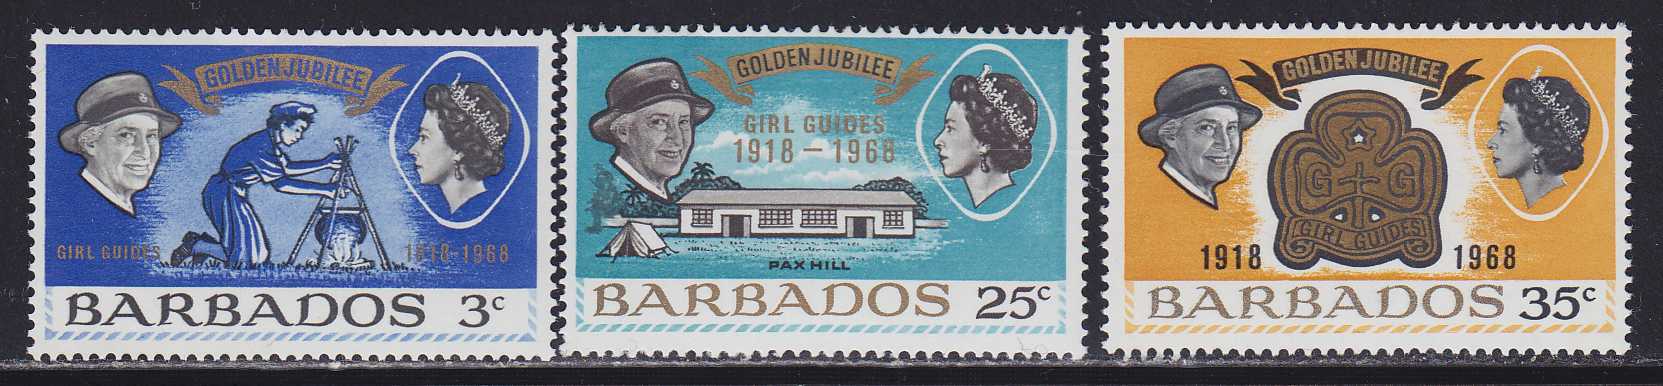 GOLDEN JUBILEE
GIRL GUIDES 1918-1968
BARBADOS 3c
GOLDEN JUBILEE
GIRL GUIDES
1918-1968
PAX HILL
BARBADOS 25c
GOLDEN JUBILEE
G G
GIRL GUIDES
1918 1968
BARBADOS 35c